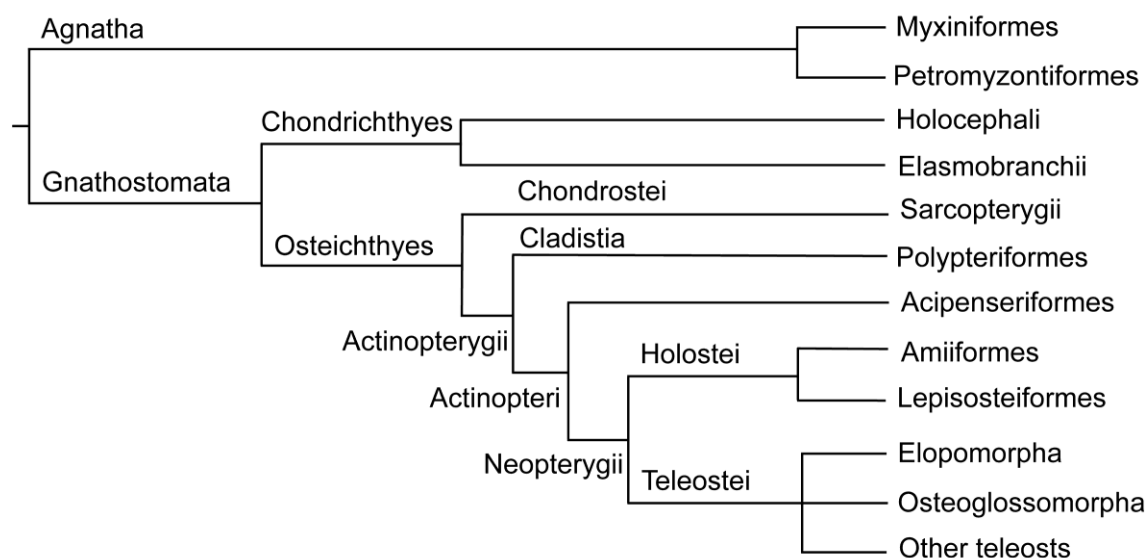 Agnatha
Myxiniformes
Petromyzontiformes
Chondrichthyes
Holocephali
Gnathostomata
Elasmobranchii
Chondrostei
Sarcopterygii
Osteichthyes
Cladistia
Polypteriformes
Acipenseriformes
Actinopterygii
Holostei
Amiiformes
Actinopteri
Lepisosteiformes
Elopomorpha
Neopterygii
Teleostei
Osteoglossomorpha
Other teleosts